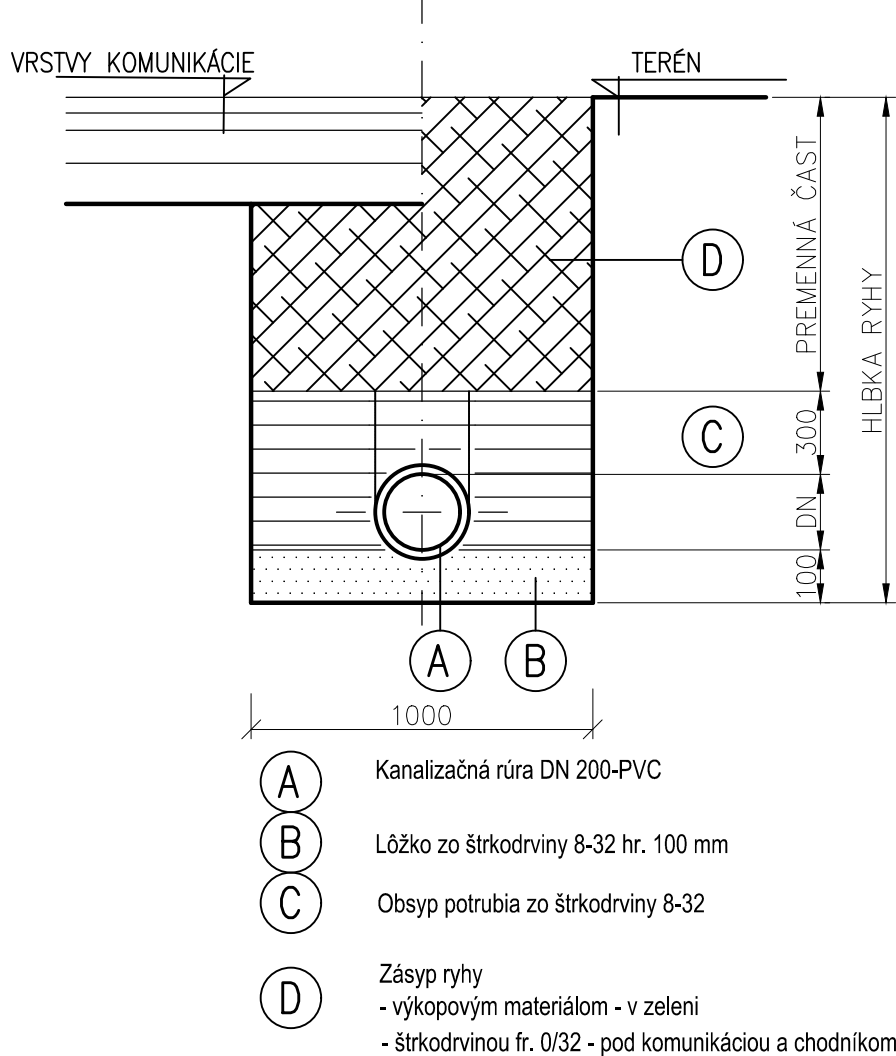 VRSTVY KOMUNIKÁCIE
TERÉN
PREMENNÁ ČASŤ
HLBKA RYHY
D
C
300
DN
100
A
B
1000
A Kanalizačná rúra DN 200-PVC
B Lôžko zo štrkodrviny 8-32 hr. 100 mm
C Obsyp potrubia zo štrkodrviny 8-32
D Zásyp ryhy
- výkopovým materiálom - v zeleni
- štrkodrvinou fr. 0/32 - pod komunikáciou a chodníkom